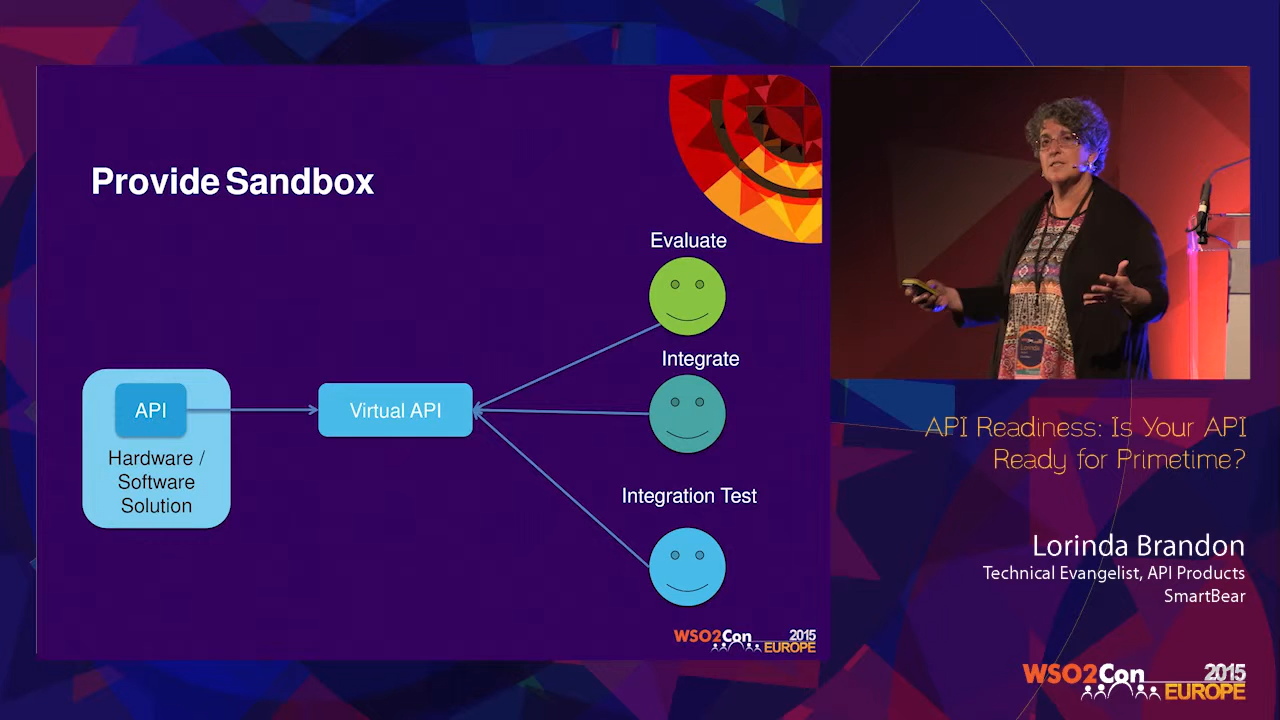 Provide Sandbox
Evaluate
Integrate
API
Virtual API
Hardware /
Software
Solution
Integration Test
WSO2Con 2015
EUROPE
Lorinda
API Readiness: Is Your API
Ready for Primetime?
Lorinda Brandon
Technical Evangelist, API Products
SmartBear
WSO2Con 2015
EUROPE